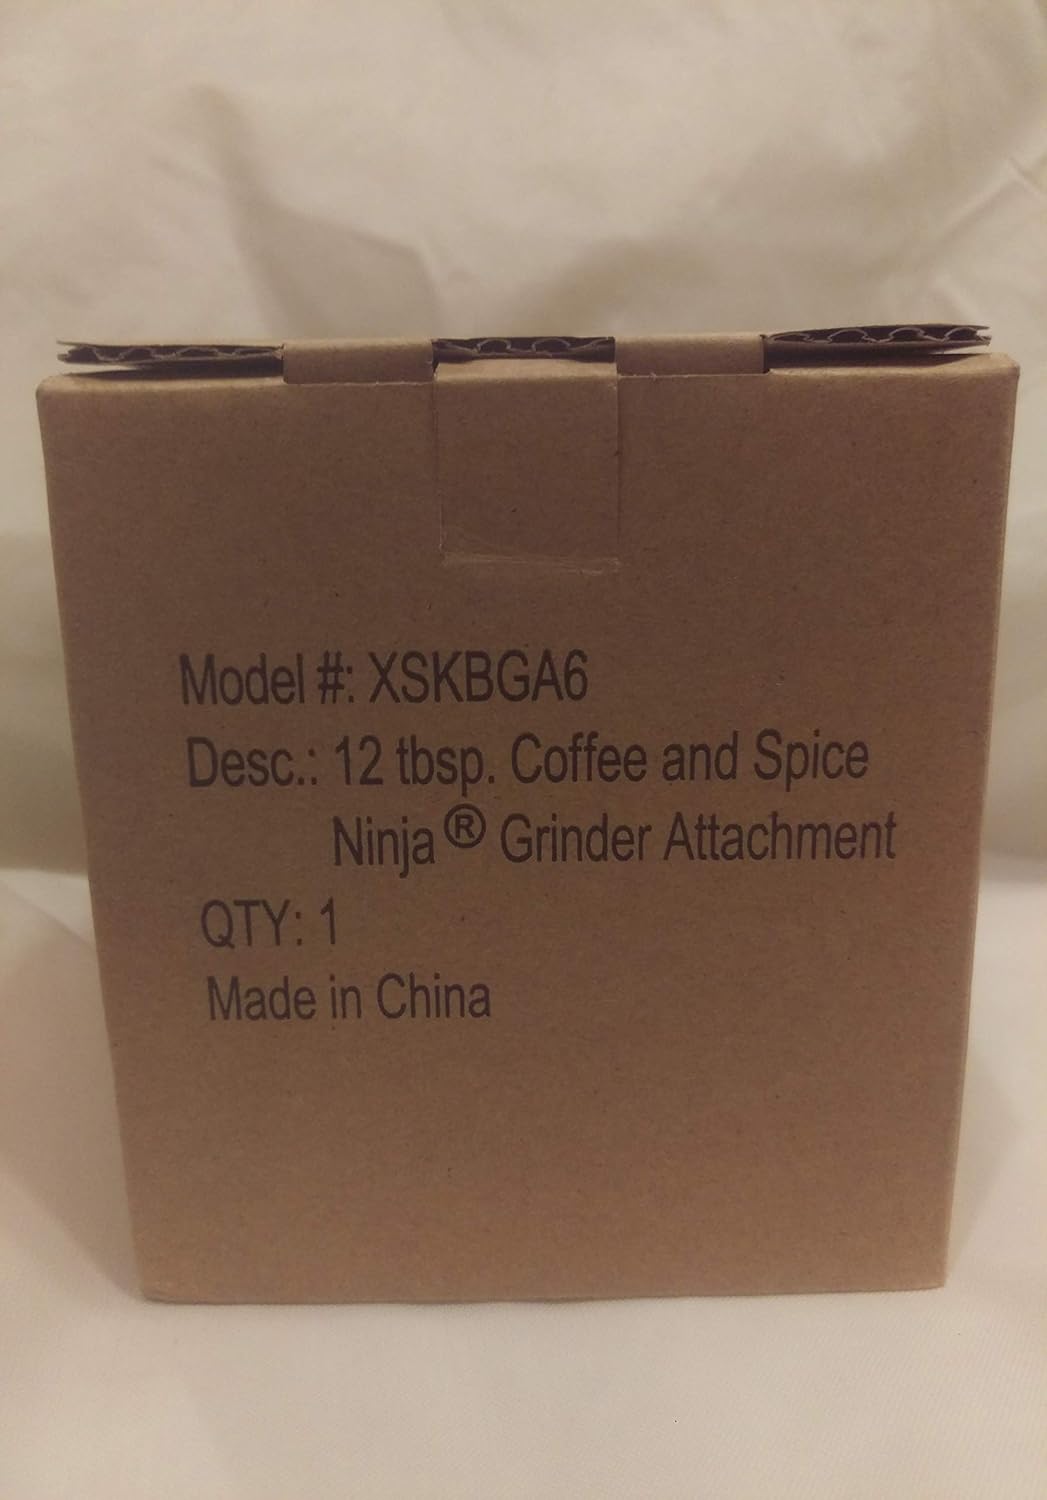 Model #: XSKBGA6
Desc.: 12 tbsp. Coffee and Spice
Ninja® Grinder Attachment
QTY: 1
Made in China